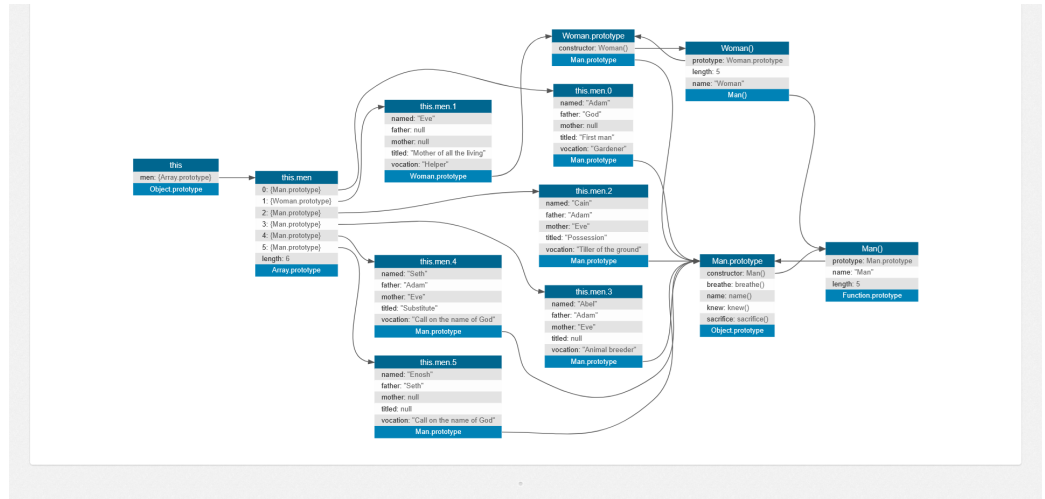 this
men: {Array.prototype}
Object.prototype
this.men
0: {Man.prototype}
1: {Woman.prototype}
2: {Man.prototype}
3: {Man.prototype}
4: {Man.prototype}
5: {Man.prototype}
length: 6
Array.prototype
this.men.1
named: "Eve"
father: null
mother: null
titled: "Mother of all the living"
vocation: "Helper"
Woman.prototype
this.men.4
named: "Seth"
father: "Adam"
mother: "Eve"
titled: "Substitute"
vocation: "Call on the name of God"
Man.prototype
this.men.5
named: "Enosh"
father: "Seth"
mother: null
titled: null
vocation: "Call on the name of God"
Man.prototype
Woman.prototype
constructor: Woman()
Man.prototype
this.men.0
named: "Adam"
father: "God"
mother: null
titled: "First man"
vocation: "Gardener"
Man.prototype
this.men.2
named: "Cain"
father: "Adam"
mother: "Eve"
titled: "Possession"
vocation: "Tiller of the ground"
Man.prototype
this.men.3
named: "Abel"
father: "Adam"
mother: "Eve"
titled: null
vocation: "Animal breeder"
Man.prototype
Woman()
prototype: Woman.prototype
length: 5
name: "Woman"
Man()
Man.prototype
constructor: Man()
breathe: breathe()
name: name()
knew: knew()
sacrifice: sacrifice()
Object.prototype
Man()
prototype: Man.prototype
name: "Man"
length: 5
Function.prototype